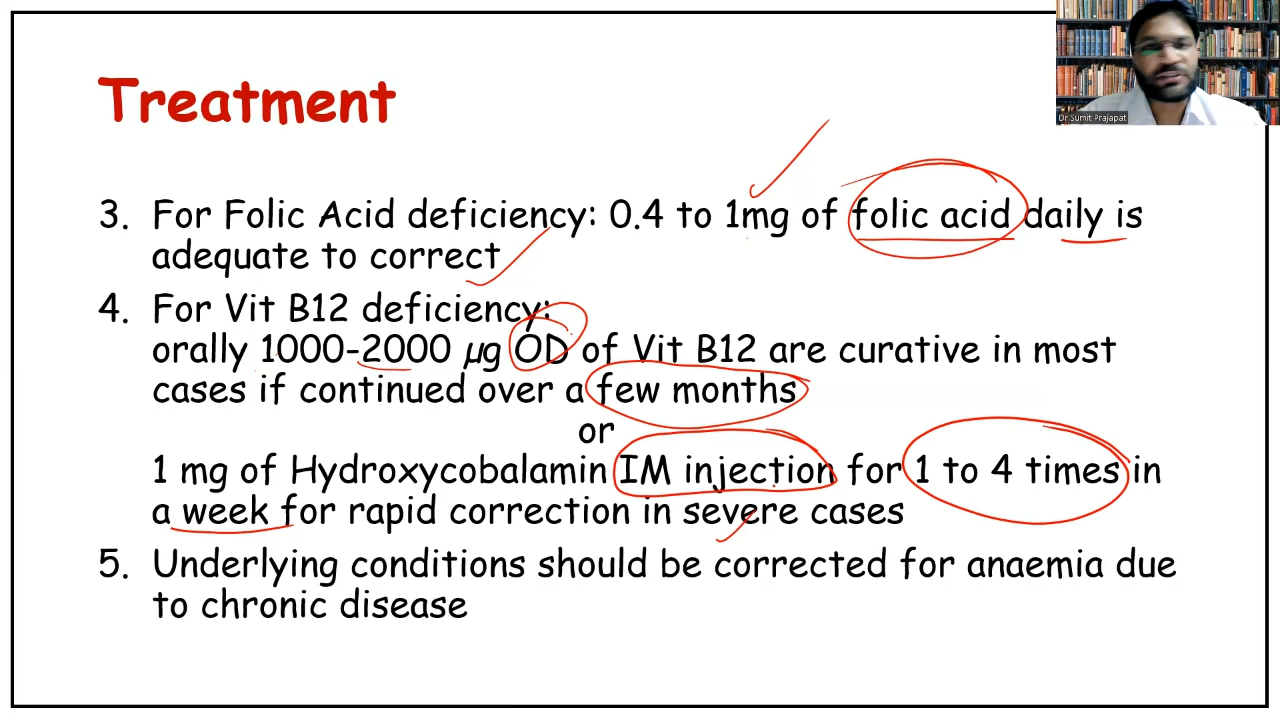 Treatment
Dr.Sumit Prajapat
3. For Folic Acid deficiency: 0.4 to 1mg of folic acid daily is
adequate to correct
4. For Vit B12 deficiency:
orally 1000-2000 µg OD of Vit B12 are curative in most
cases if continued over a few months
or
1 mg of Hydroxycobalamin IM injection for 1 to 4 times in
a week for rapid correction in severe cases
5. Underlying conditions should be corrected for anaemia due
to chronic disease